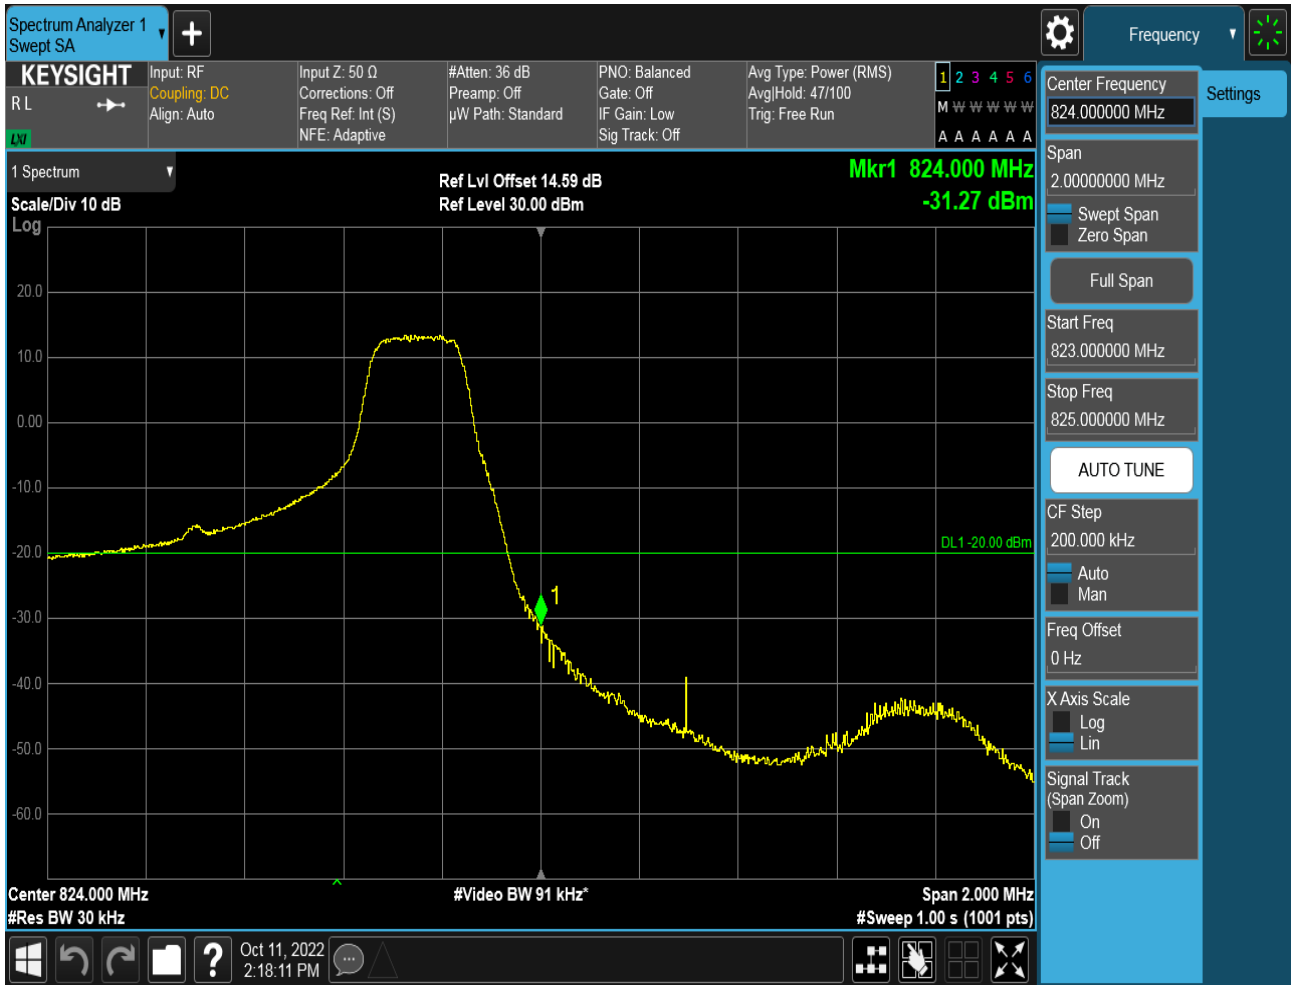 Spectrum Analyzer 1
Swept SA
Frequency
KEYSIGHT
R L
LXI
Input: RF
Coupling: DC
Align: Auto
Input Z: 50 Ω
Corrections: Off
Freq Ref: Int (S)
NFE: Adaptive
#Atten: 36 dB
Preamp: Off
µW Path: Standard
PNO: Balanced
Gate: Off
IF Gain: Low
Sig Track: Off
Avg Type: Power (RMS)
Avg|Hold: 47/100
Trig: Free Run
1 2 3 4 5 6
M W W W W W
A A A A A A
1 Spectrum
Scale/Div 10 dB
Log
Ref Lvl Offset 14.59 dB
Ref Level 30.00 dBm
Mkr1 824.000 MHz
-31.27 dBm
20.0
10.0
0.00
-10.0
-20.0
-30.0
-40.0
-50.0
-60.0
DL1 -20.00 dBm
1
Center 824.000 MHz
#Res BW 30 kHz
#Video BW 91 kHz*
Span 2.000 MHz
#Sweep 1.00 s (1001 pts)
Center Frequency
824.000000 MHz
Settings
Span
2.00000000 MHz
Swept Span
Zero Span
Full Span
Start Freq
823.000000 MHz
Stop Freq
825.000000 MHz
AUTO TUNE
CF Step
200.000 kHz
Auto
Man
Freq Offset
0 Hz
X Axis Scale
Log
Lin
Signal Track
(Span Zoom)
On
Off
?
Oct 11, 2022
2:18:11 PM